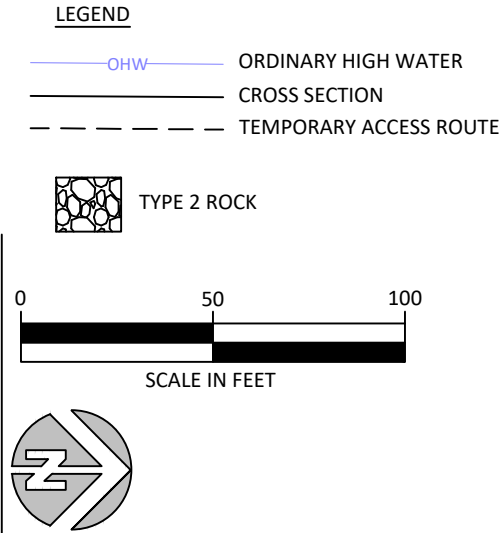 LEGEND
OHW ORDINARY HIGH WATER
CROSS SECTION
TEMPORARY ACCESS ROUTE
TYPE 2 ROCK
0 50 100
SCALE IN FEET
N